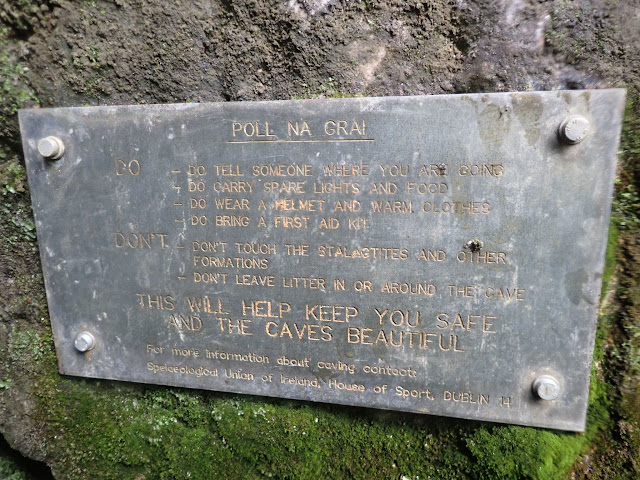 POLL NA GRAI
DO - DO TELL SOMEONE WHERE YOU ARE GOING
- DO CARRY SPARE LIGHTS AND FOOD
- DO WEAR A HELMET AND WARM CLOTHES
- DO BRING A FIRST AID KIT
DON'T - DON'T TOUCH THE STALAGTITES AND OTHER
FORMATIONS
- DON'T LEAVE LITTER IN OR AROUND THE CAVE
THIS WILL HELP KEEP YOU SAFE
AND THE CAVES BEAUTIFUL
For more information about caving contact:
Speleological Union of Ireland, House of Sport, DUBLIN 14